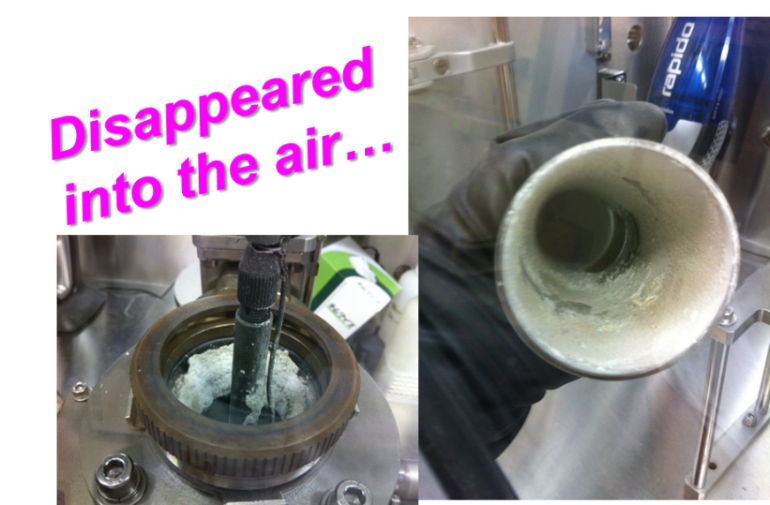 Disappeared
into the air...
rapido